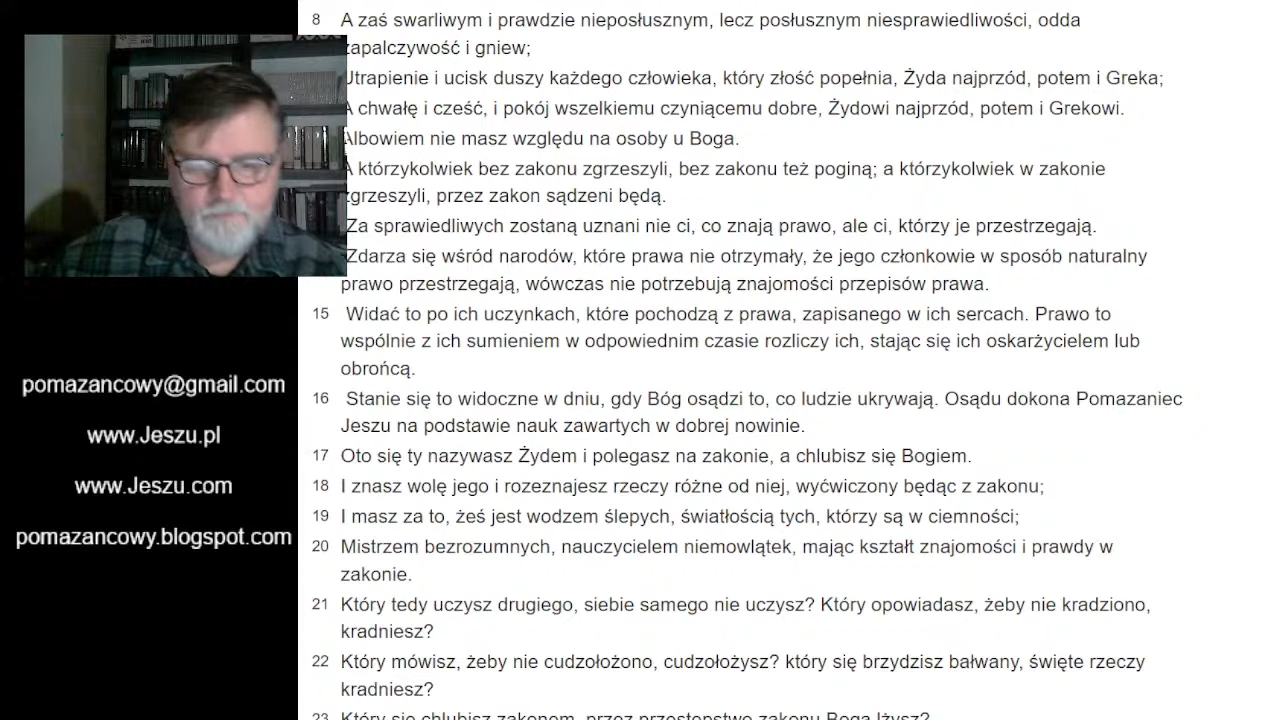 8 A zaś swarliwym i prawdzie nieposłusznym, lecz posłusznym niesprawiedliwości, odda
zapalczywość i gniew;
Utrapienie i ucisk duszy każdego człowieka, który złość popełnia, Żyda najprzód, potem i Greka;
A chwałę i cześć, i pokój wszelkiemu czyniącemu dobre, Żydowi najprzód, potem i Grekowi.
Albowiem nie masz względu na osoby u Boga.
A którzykolwiek bez zakonu zgrzeszyli, bez zakonu też poginą; a którzykolwiek w zakonie
zgrzeszyli, przez zakon sądzeni będą.
Za sprawiedliwych zostaną uznani nie ci, co znają prawo, ale ci, którzy je przestrzegają.
Zdarza się wśród narodów, które prawa nie otrzymały, że jego członkowie w sposób naturalny
prawo przestrzegają, wówczas nie potrzebują znajomości przepisów prawa.
15 Widać to po ich uczynkach, które pochodzą z prawa, zapisanego w ich sercach. Prawo to
wspólnie z ich sumieniem w odpowiednim czasie rozliczy ich, stając się ich oskarżycielem lub
obrońcą.
16 Stanie się to widoczne w dniu, gdy Bóg osądzi to, co ludzie ukrywają. Osądu dokona Pomazaniec
Jeszu na podstawie nauk zawartych w dobrej nowinie.
17 Oto się ty nazywasz Żydem i polegasz na zakonie, a chlubisz się Bogiem.
18 I znasz wolę jego i rozeznajesz rzeczy różne od niej, wyćwiczony będąc z zakonu;
19 I masz za to, żeś jest wodzem ślepych, światłością tych, którzy są w ciemności;
20 Mistrzem bezrozumnych, nauczycielem niemowlątek, mając kształt znajomości i prawdy w
zakonie.
21 Który tedy uczysz drugiego, siebie samego nie uczysz? Który opowiadasz, żeby nie kradziono,
kradniesz?
22 Który mówisz, żeby nie cudzołożono, cudzołożysz? który się brzydzisz bałwany, święte rzeczy
kradniesz?
23 Który się chlubisz zakonem, przez przestępstwo zakonu Boga lżysz?
pomazancowy@gmail.com
www.Jeszu.pl
www.Jeszu.com
pomazancowy.blogspot.com